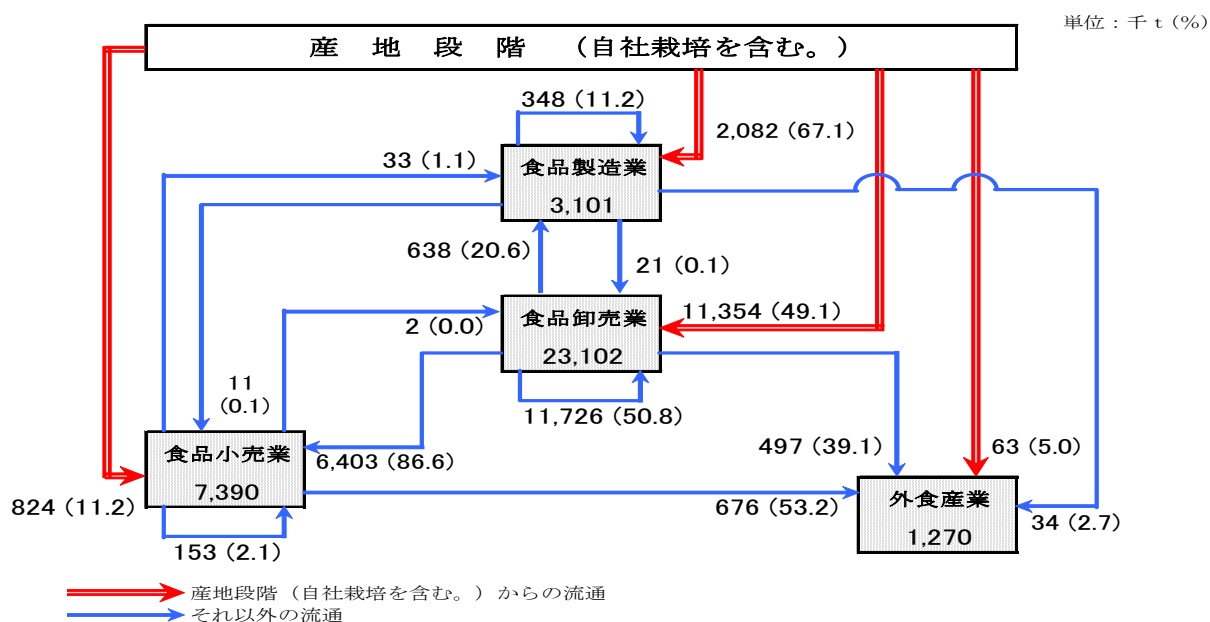 単位：千ｔ(%)
産地段階（自社栽培を含む。）
348 (11.2)
2,082 (67.1)
33 (1.1)
食品製造業
3,101
638 (20.6)
21 (0.1)
2 (0.0)
食品卸売業
23,102
11,354 (49.1)
11
(0.1)
11,726 (50.8)
食品小売業
7,390
6,403 (86.6)
497 (39.1)
63 (5.0)
824 (11.2)
676 (53.2)
外食産業
1,270
34 (2.7)
153 (2.1)
産地段階（自社栽培を含む。）からの流通
それ以外の流通